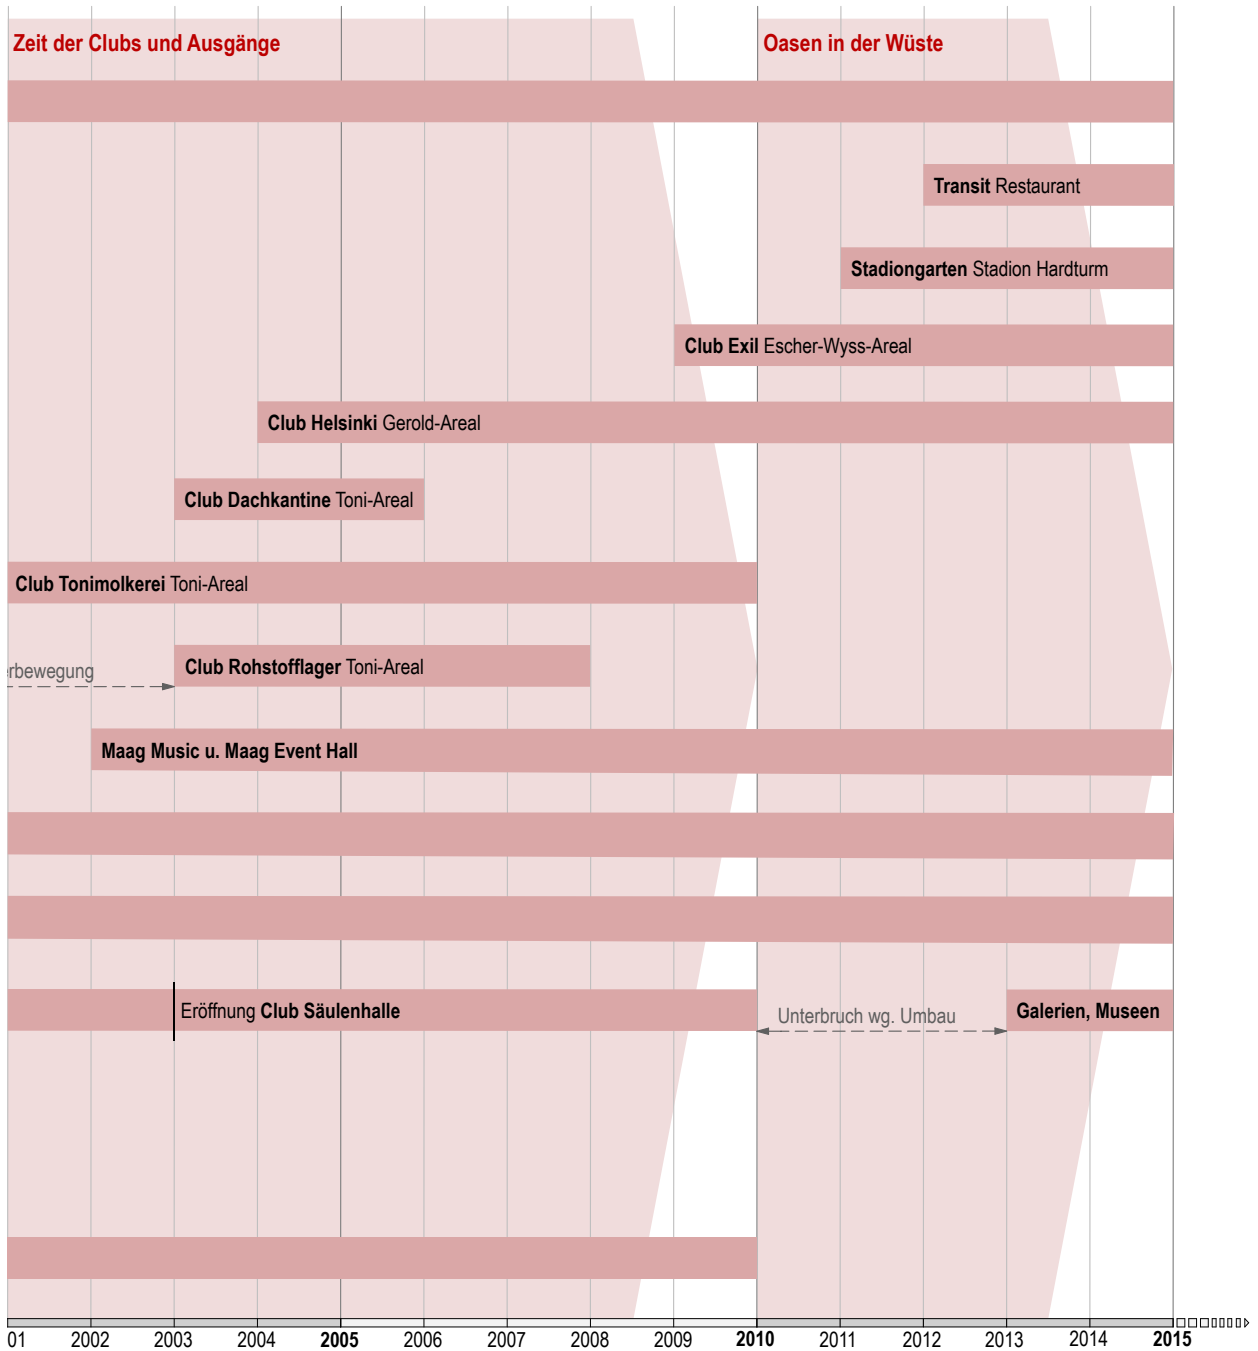 Zeit der Clubs und Ausgänge
Oasen in der Wüste
Transit Restaurant
Stadiongarten Stadion Hardturm
Club Exil Escher-Wyss-Areal
Club Helsinki Gerold-Areal
Club Dachkantine Toni-Areal
Club Tonimolkerei Toni-Areal
erbewegung
Club Rohstofflager Toni-Areal
Maag Music u. Maag Event Hall
Eröffnung Club Säulenhalle
Unterbruch wg. Umbau
Galerien, Museen
01 2002 2003 2004 2005 2006 2007 2008 2009 2010 2011 2012 2013 2014 2015